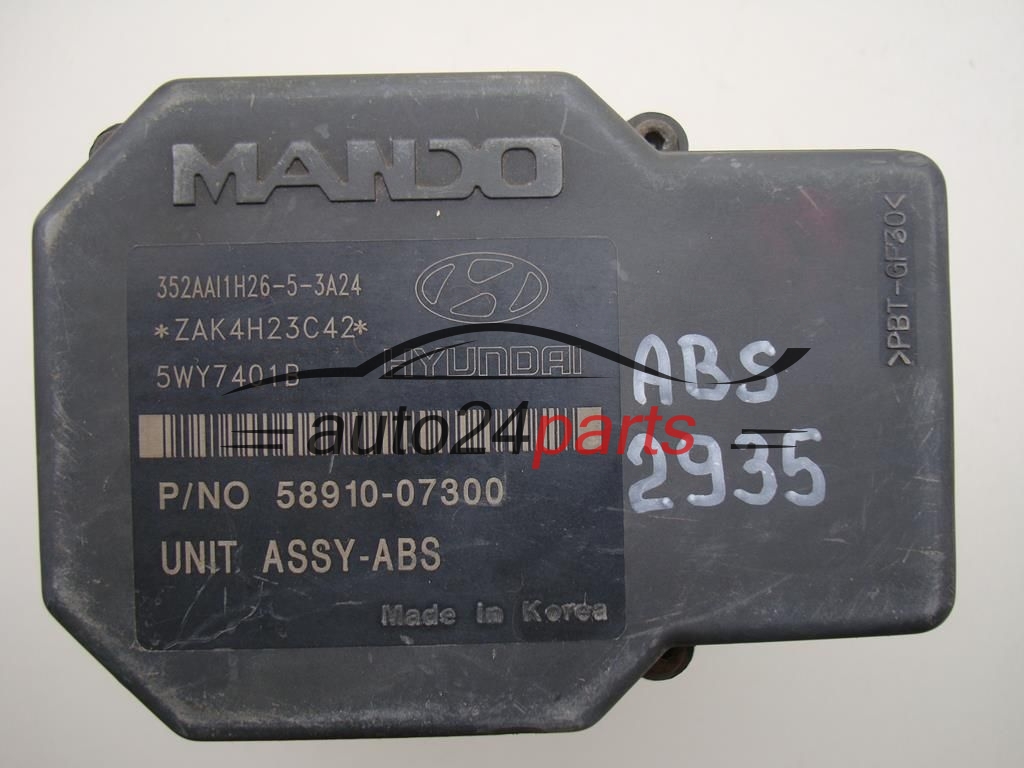 MANDO
352AAI1H26-5-3A24
*ZAK4H23C42*
5WY7401B
HYUNDAI
auto24parts
P/NO 58910-07300
UNIT ASSY-ABS
Made in Korea
ABS
2935
>PBT-GF30<